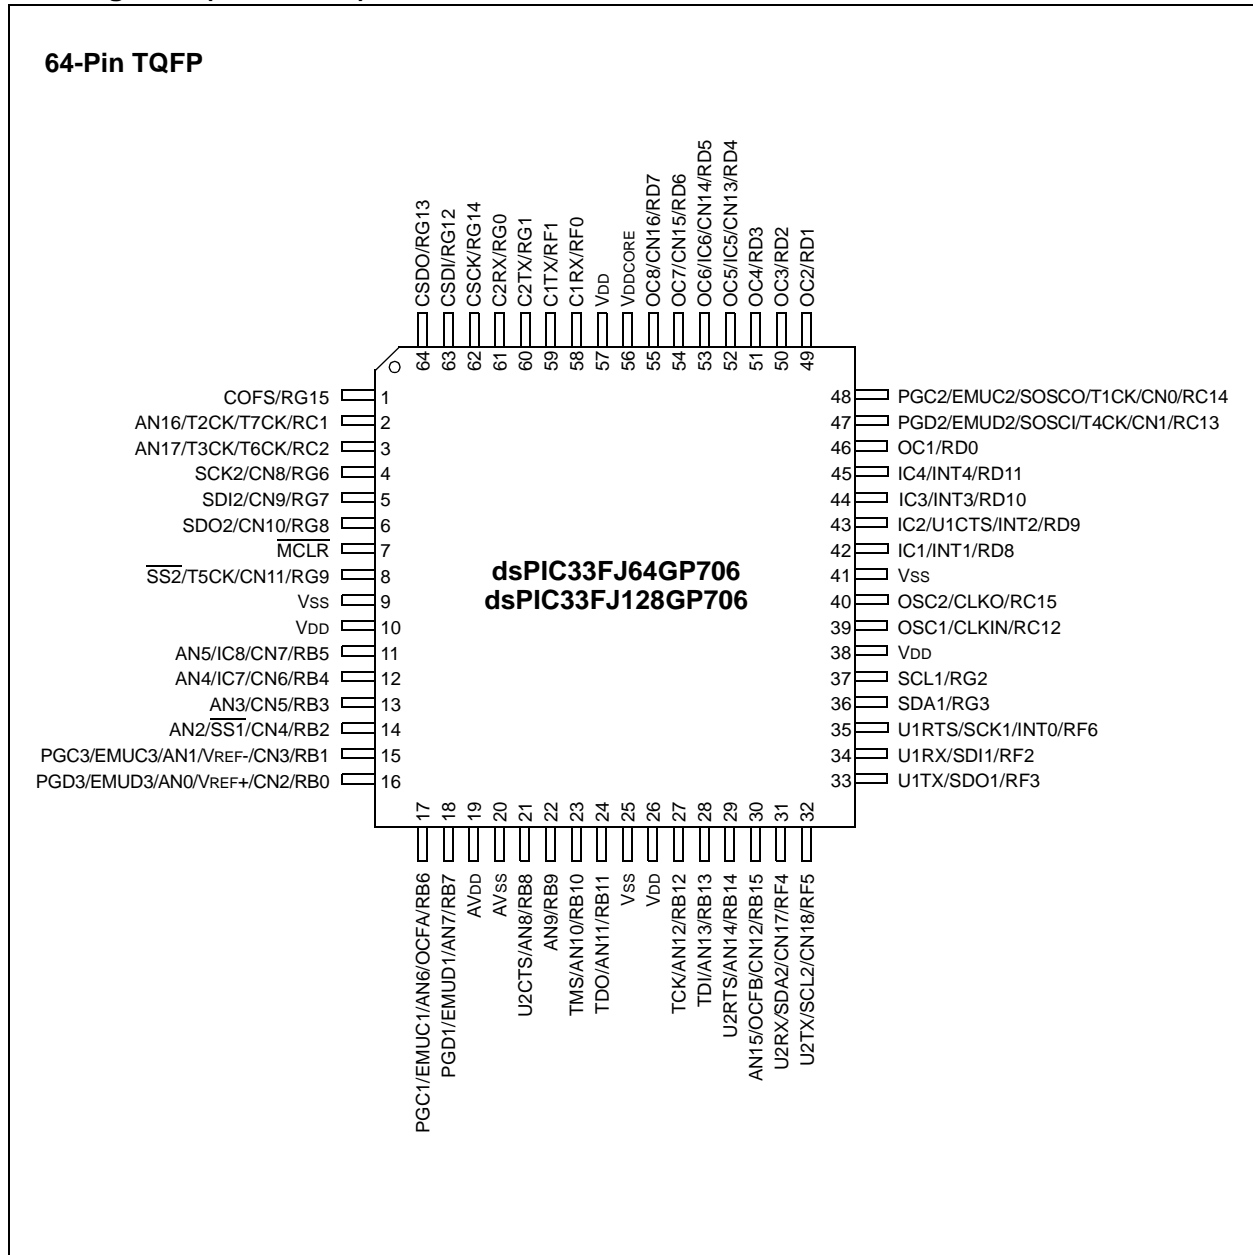 64-Pin TQFP
CSDO/RG13
CSDI/RG12
CSCK/RG14
C2RX/RG0
C2TX/RG1
C1TX/RF1
C1RX/RF0
VDD
VDDCORE
OC8/CN16/RD7
OC7/CN15/RD6
OC6/IC6/CN14/RD5
OC5/IC5/CN13/RD4
OC4/RD3
OC3/RD2
OC2/RD1
64
63
62
61
60
59
58
57
56
55
54
53
52
51
50
49
COFS/RG15 1
AN16/T2CK/T7CK/RC1 2
AN17/T3CK/T6CK/RC2 3
SCK2/CN8/RG6 4
SDI2/CN9/RG7 5
SDO2/CN10/RG8 6
MCLR 7
SS2/T5CK/CN11/RG9 8
VSS 9
VDD 10
AN5/IC8/CN7/RB5 11
AN4/IC7/CN6/RB4 12
AN3/CN5/RB3 13
AN2/SS1/CN4/RB2 14
PGC3/EMUC3/AN1/VREF-/CN3/RB1 15
PGD3/EMUD3/AN0/VREF+/CN2/RB0 16
dsPIC33FJ64GP706
dsPIC33FJ128GP706
48 PGC2/EMUC2/SOSCO/T1CK/CN0/RC14
47 PGD2/EMUD2/SOSCI/T4CK/CN1/RC13
46 OC1/RD0
45 IC4/INT4/RD11
44 IC3/INT3/RD10
43 IC2/U1CTS/INT2/RD9
42 IC1/INT1/RD8
41 VSS
40 OSC2/CLKO/RC15
39 OSC1/CLKIN/RC12
38 VDD
37 SCL1/RG2
36 SDA1/RG3
35 U1RTS/SCK1/INT0/RF6
34 U1RX/SDI1/RF2
33 U1TX/SDO1/RF3
17
18
19
20
21
22
23
24
25
26
27
28
29
30
31
32
PGC1/EMUC1/AN6/OCFA/RB6
PGD1/EMUD1/AN7/RB7
AVDD
AVSS
U2CTS/AN8/RB8
AN9/RB9
TMS/AN10/RB10
TDO/AN11/RB11
VSS
VDD
TCK/AN12/RB12
TDI/AN13/RB13
U2RTS/AN14/RB14
AN15/OCFB/CN12/RB15
U2RX/SDA2/CN17/RF4
U2TX/SCL2/CN18/RF5